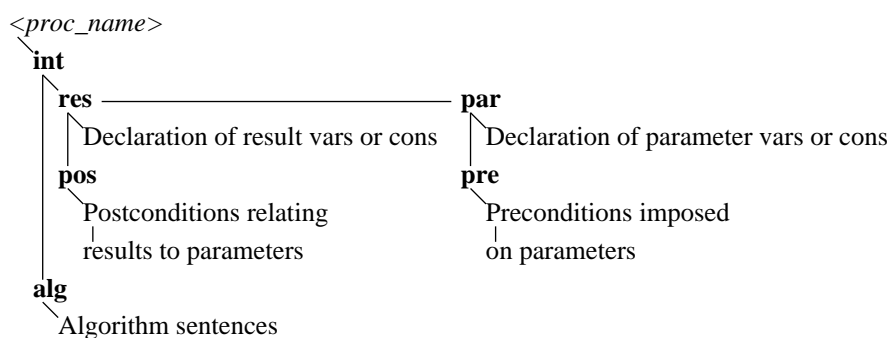 <proc_name>
int
res par
Declaration of result vars or cons Declaration of parameter vars or cons
pos pre
Postconditions relating Preconditions imposed
results to parameters on parameters
alg
Algorithm sentences